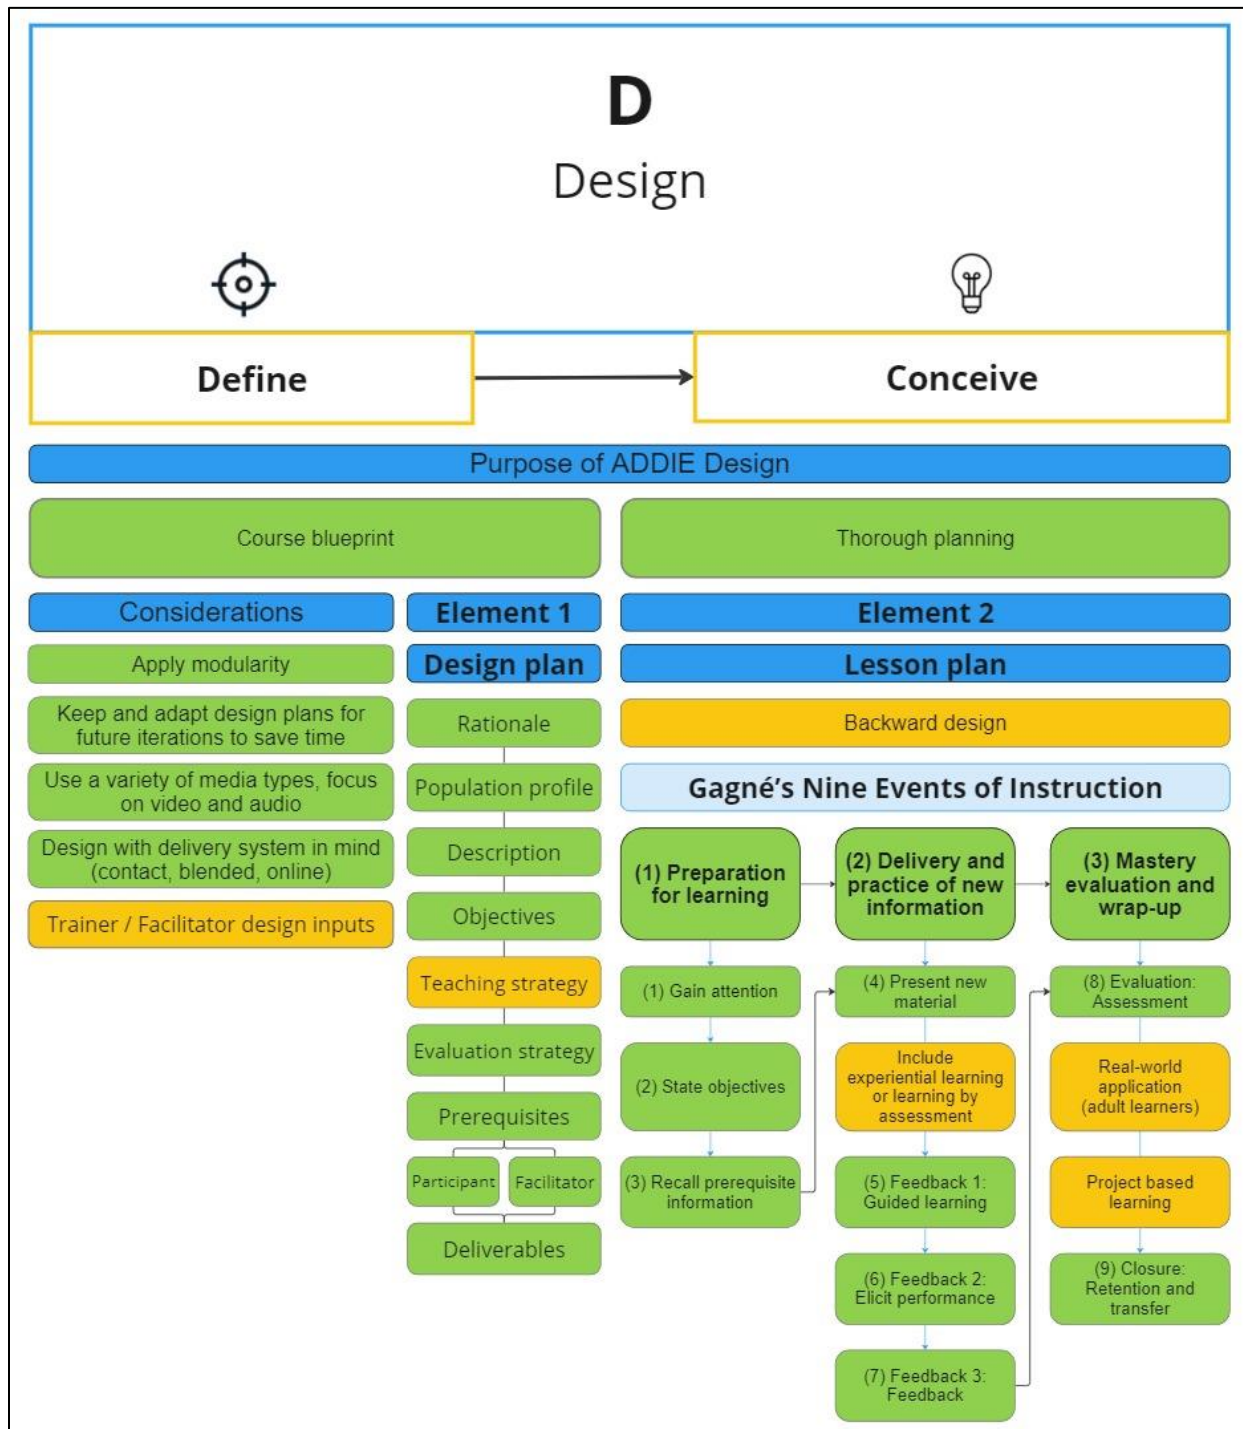 D
Design
Define
Conceive
Purpose of ADDIE Design
Course blueprint
Thorough planning
Considerations
Apply modularity
Keep and adapt design plans for
future iterations to save time
Use a variety of media types, focus
on video and audio
Design with delivery system in mind
(contact, blended, online)
Trainer / Facilitator design inputs
Element 1
Design plan
Rationale
Population profile
Description
Objectives
Teaching strategy
Evaluation strategy
Prerequisites
Participant
Facilitator
Deliverables
Element 2
Lesson plan
Backward design
Gagné’s Nine Events of Instruction
(1) Preparation
for learning
(1) Gain attention
(2) State objectives
(3) Recall prerequisite
information
(2) Delivery and
practice of new
information
(4) Present new
material
Include
experiential learning
or learning by
assessment
(5) Feedback 1:
Guided learning
(6) Feedback 2:
Elicit performance
(7) Feedback 3:
Feedback
(3) Mastery
evaluation and
wrap-up
(8) Evaluation:
Assessment
Real-world
application
(adult learners)
Project based
learning
(9) Closure:
Retention and
transfer